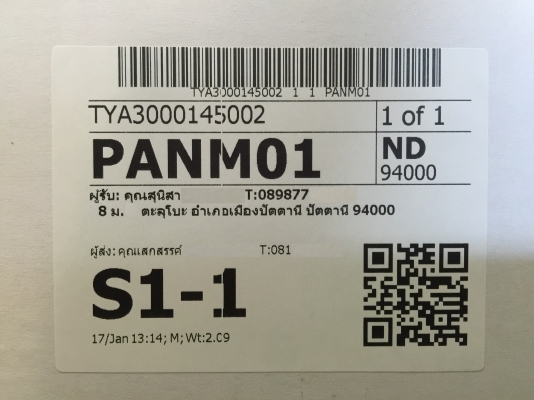 TYA3000145002 1 1 PANM01
TYA3000145002
1 of 1
PANM01
ND
94000
ผู้รับ: คุณสุนิสา T:089877
8 ม. ตะลุโบะ อำเภอเมืองปัตตานี ปัตตานี 94000
ผู้ส่ง: คุณเสกสรรค์ T:081
S1-1
17/Jan 13:14; M; Wt:2.09